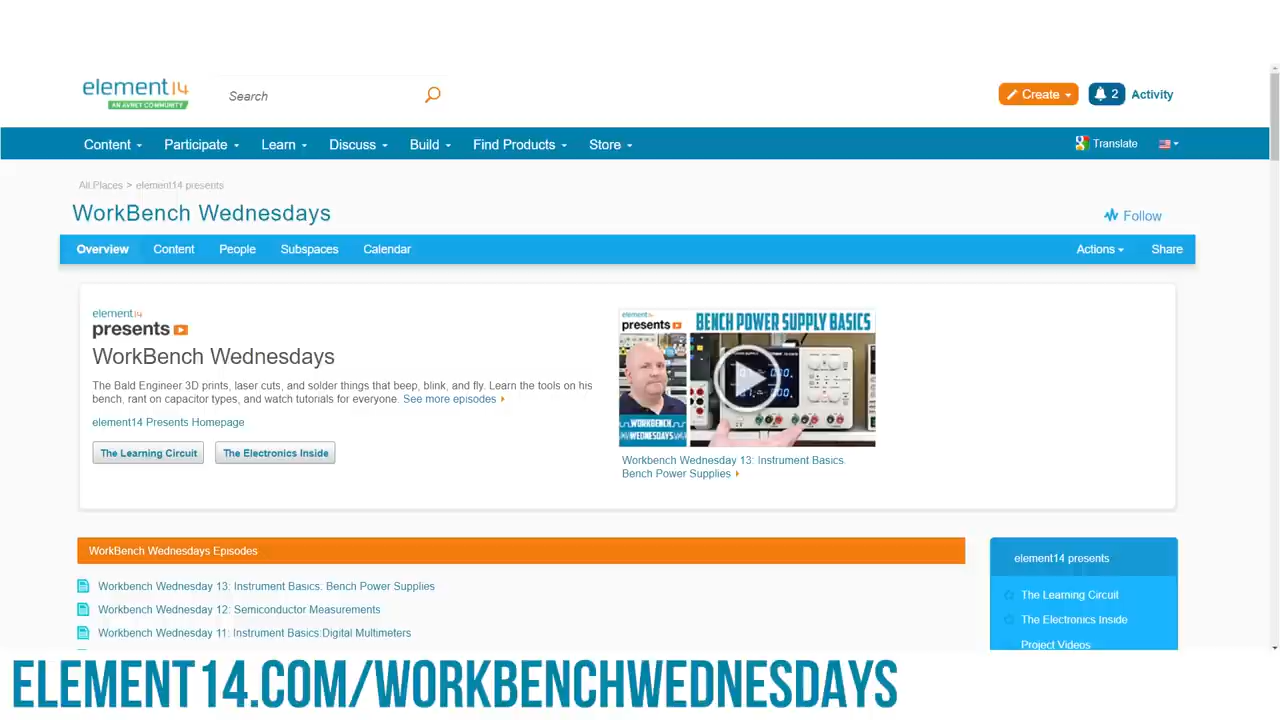 element14
AN AVNET COMMUNITY
Search
Create
2
Activity
Content
Participate
Learn
Discuss
Build
Find Products
Store
Translate
All Places > element14 presents
WorkBench Wednesdays
Follow
Overview
Content
People
Subspaces
Calendar
Actions
Share
element14
presents
WorkBench Wednesdays
The Bald Engineer 3D prints, laser cuts, and solder things that beep, blink, and fly. Learn the tools on his
bench, rant on capacitor types, and watch tutorials for everyone. See more episodes
element14 Presents Homepage
The Learning Circuit
The Electronics Inside
element14
presents
BENCH POWER SUPPLY BASICS
WORKBENCH
WEDNESDAYS
Workbench Wednesday 13: Instrument Basics
Bench Power Supplies
WorkBench Wednesdays Episodes
Workbench Wednesday 13: Instrument Basics. Bench Power Supplies
Workbench Wednesday 12: Semiconductor Measurements
Workbench Wednesday 11: Instrument Basics:Digital Multimeters
element14 presents
The Learning Circuit
The Electronics Inside
Project Videos
ELEMENT14.COM/WORKBENCHWEDNESDAYS